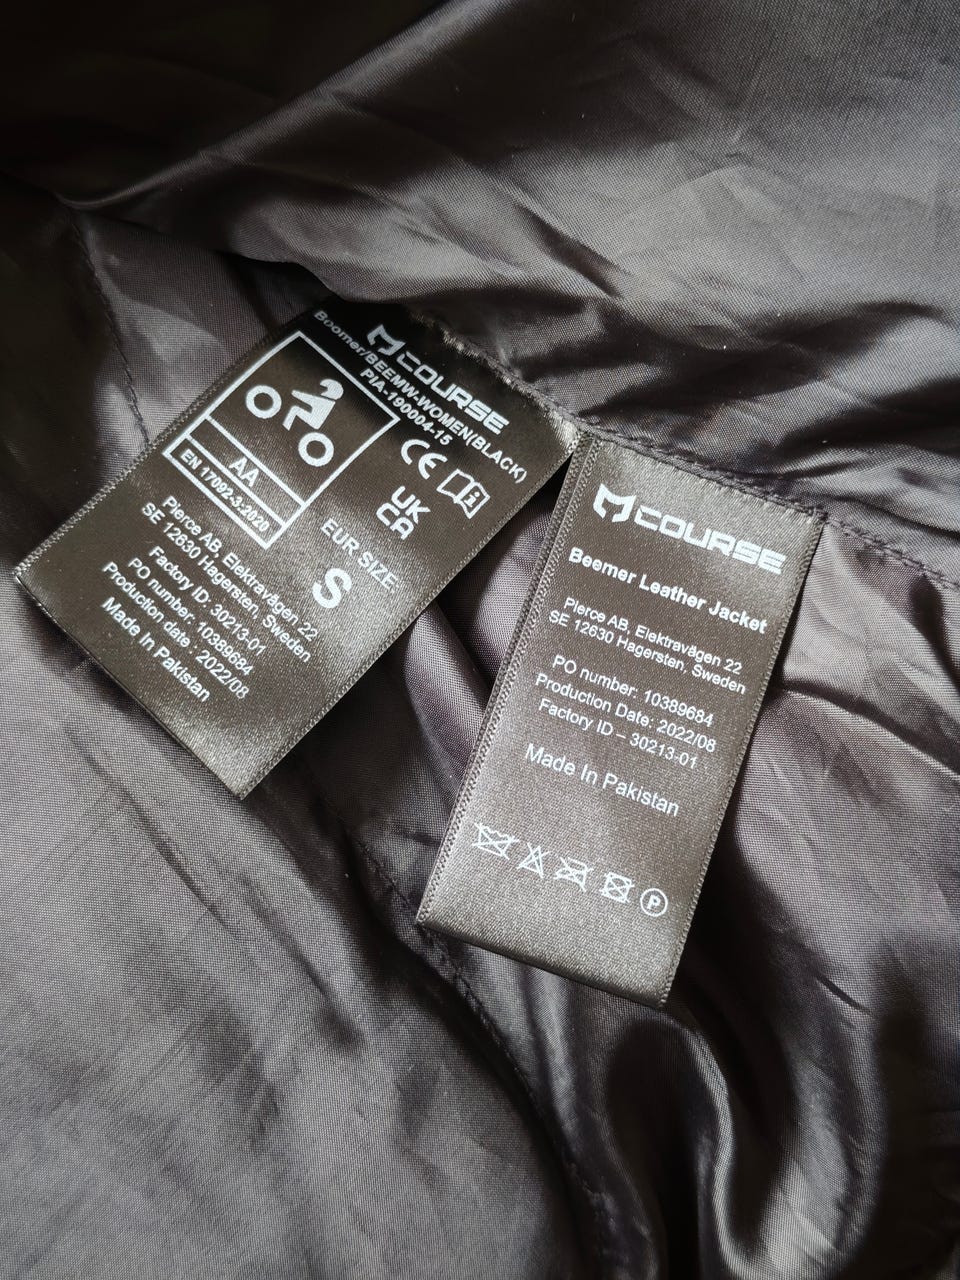 COURSE
Boomer/BEEMW-WOMEN(BLACK)
PIA-190004-15
CE
UK
CA
AA
EN 17092-3:2020
EUR SIZE:
S
Pierce AB, Elektravägen 22
SE 12630 Hagersten, Sweden
Factory ID: 30213-01
PO number: 10389684
Production date : 2022/08
Made In Pakistan
COURSE
Beemer Leather Jacket
Pierce AB, Elektravägen 22
SE 12630 Hagersten, Sweden
PO number: 10389684
Production Date: 2022/08
Factory ID – 30213-01
Made In Pakistan
P